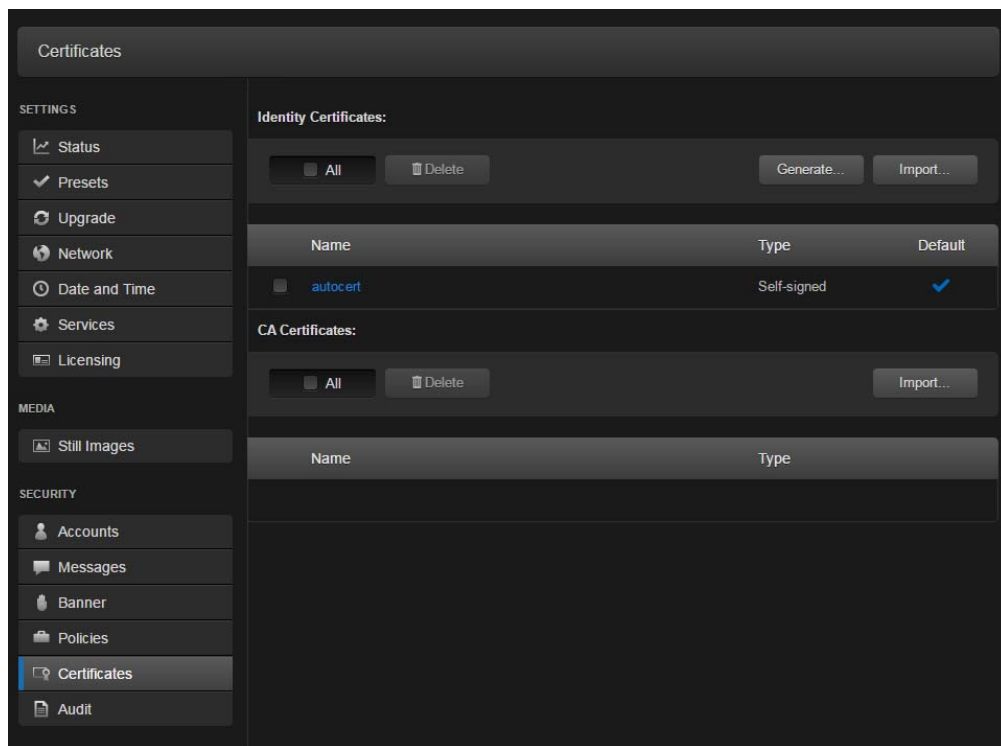 Certificates
SETTINGS
Status
Presets
Upgrade
Network
Date and Time
Services
Licensing
MEDIA
Still Images
SECURITY
Accounts
Messages
Banner
Policies
Certificates
Audit
Identity Certificates:
All Delete Generate... Import...
Name Type Default
autocert Self-signed
CA Certificates:
All Delete Import...
Name Type